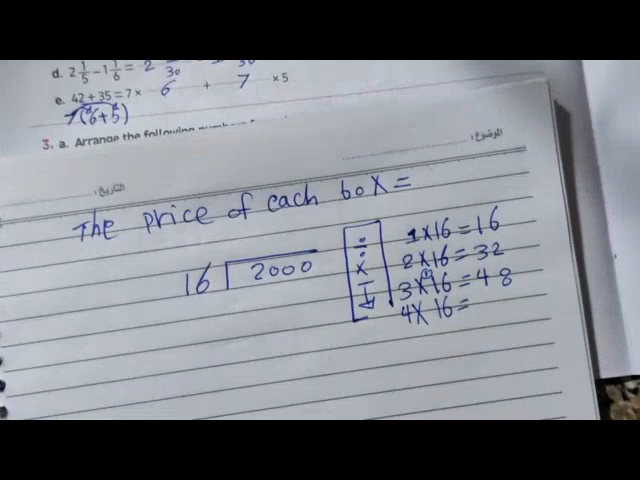 d. 2 1/5 - 1 1/6 = 2
30
30
e. 42 + 35 = 7 × 6 + 7 × 5
7(6+5)
3. a. Arrange the following
الموضوع:
التاريخ:
The price of each box =
16 2000
÷
×
-
↓
1×16=16
2×16=32
3×16=48
4×16=